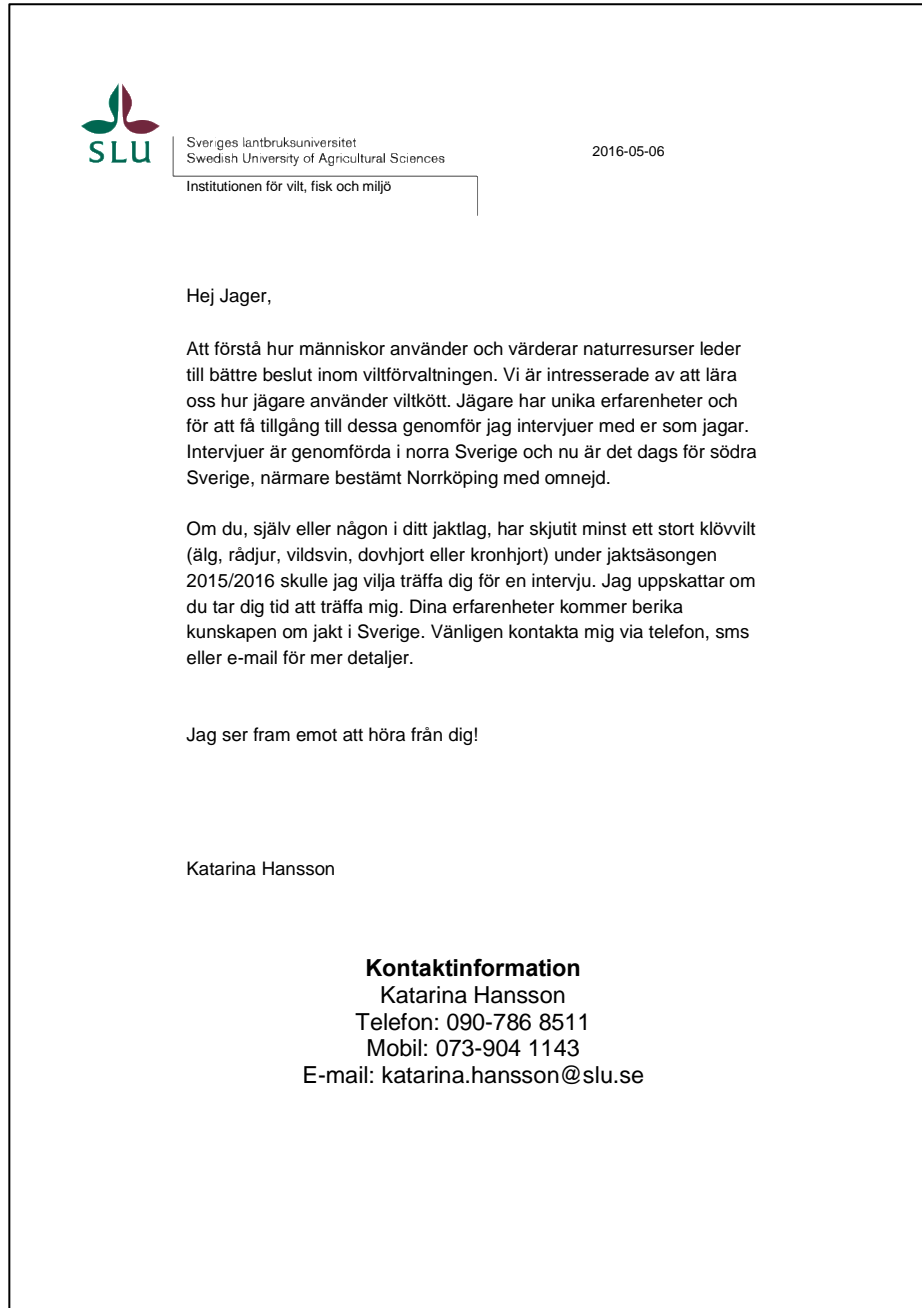 SLU
Sveriges lantbruksuniversitet
Swedish University of Agricultural Sciences
2016-05-06
Institutionen för vilt, fisk och miljö
Hej Jager,
Att förstå hur människor använder och värderar naturresurser leder
till bättre beslut inom viltförvaltningen. Vi är intresserade av att lära
oss hur jägare använder viltkött. Jägare har unika erfarenheter och
för att få tillgång till dessa genomför jag intervjuer med er som jagar.
Intervjuer är genomförda i norra Sverige och nu är det dags för södra
Sverige, närmare bestämt Norrköping med omnejd.
Om du, själv eller någon i ditt jaktlag, har skjutit minst ett stort klövvilt
(älg, rådjur, vildsvin, dovhjort eller kronhjort) under jaktsäsongen
2015/2016 skulle jag vilja träffa dig för en intervju. Jag uppskattar om
du tar dig tid att träffa mig. Dina erfarenheter kommer berika
kunskapen om jakt i Sverige. Vänligen kontakta mig via telefon, sms
eller e-mail för mer detaljer.
Jag ser fram emot att höra från dig!
Katarina Hansson
Kontaktinformation
Katarina Hansson
Telefon: 090-786 8511
Mobil: 073-904 1143
E-mail: katarina.hansson@slu.se